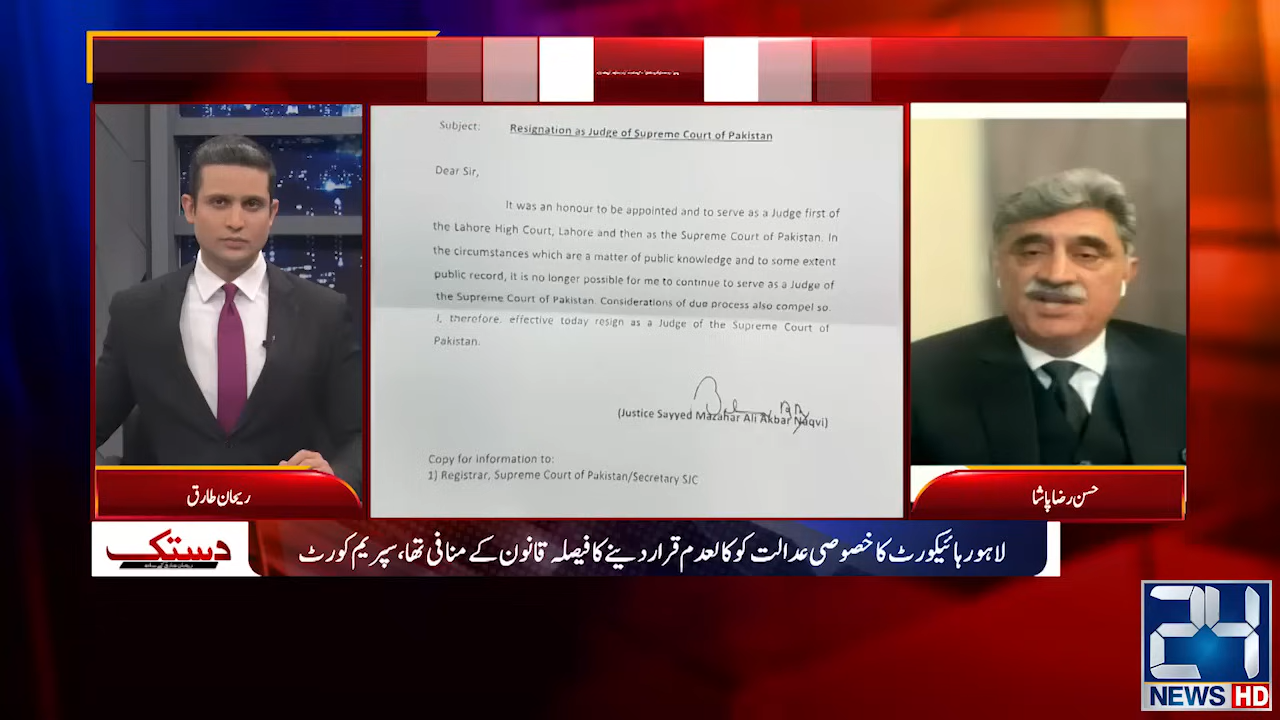 Subject: Resignation as Judge of Supreme Court of Pakistan
Dear Sir,
It was an honour to be appointed and to serve as a Judge first of
the Lahore High Court, Lahore and then as the Supreme Court of Pakistan. In
the circumstances which are a matter of public knowledge and to some extent
public record, it is no longer possible for me to continue to serve as a Judge of
the Supreme Court of Pakistan. Considerations of due process also compel so.
I, therefore, effective today resign as a Judge of the Supreme Court of
Pakistan.
(Justice Sayyed Mazahar Ali Akbar Naqvi)
Copy for information to:
1) Registrar, Supreme Court of Pakistan/Secretary SJC
ریحان طارق
حسن رضا پاشا
دستک
ریحان طارق کے ساتھ
لاہور ہائیکورٹ کا خصوصی عدالت کو کالعدم قرار دینے کا فیصلہ قانون کے منافی تھا، سپریم کورٹ
24
NEWS HD